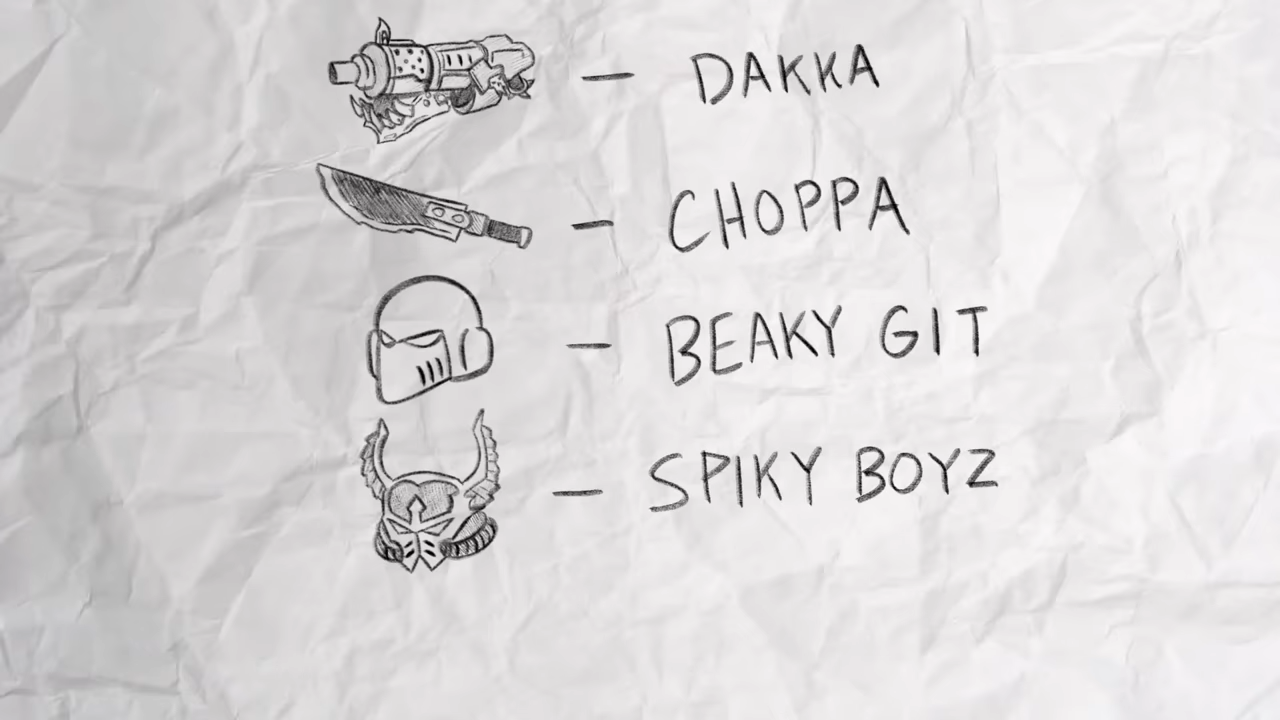 — DAKKA
— CHOPPA
— BEAKY GIT
— SPIKY BOYZ